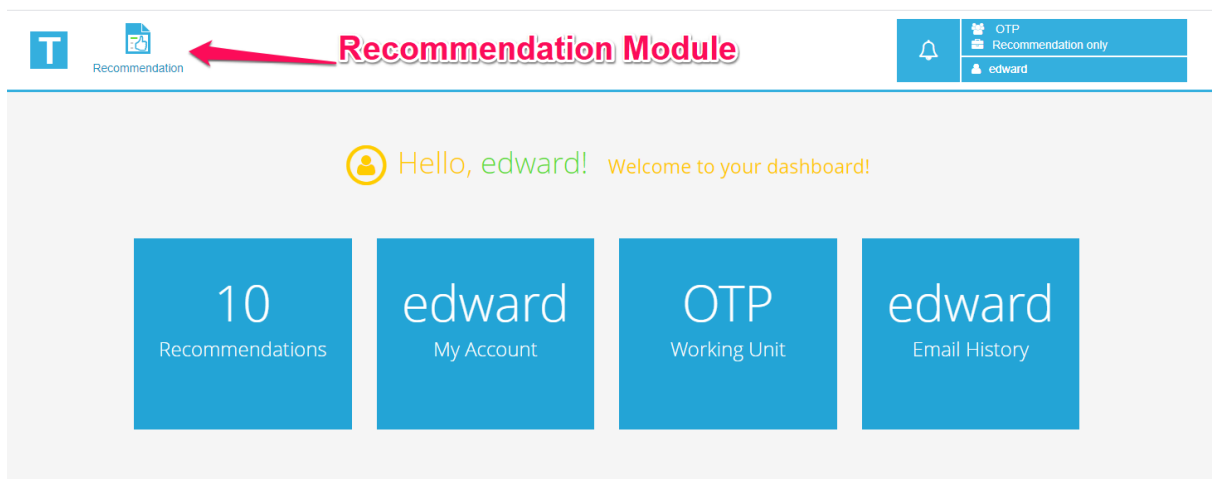 T
Recommendation
Recommendation Module
OTP
Recommendation only
edward
Hello, edward! Welcome to your dashboard!
10
Recommendations
edward
My Account
OTP
Working Unit
edward
Email History